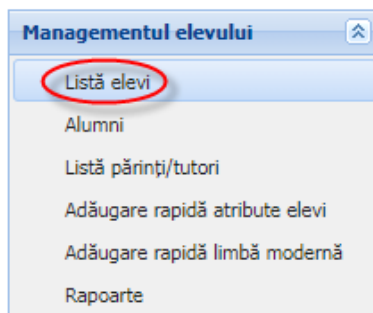 Managementul elevului
Listă elevi
Alumni
Listă părinți/tutori
Adăugare rapidă atribute elevi
Adăugare rapidă limbă modernă
Rapoarte